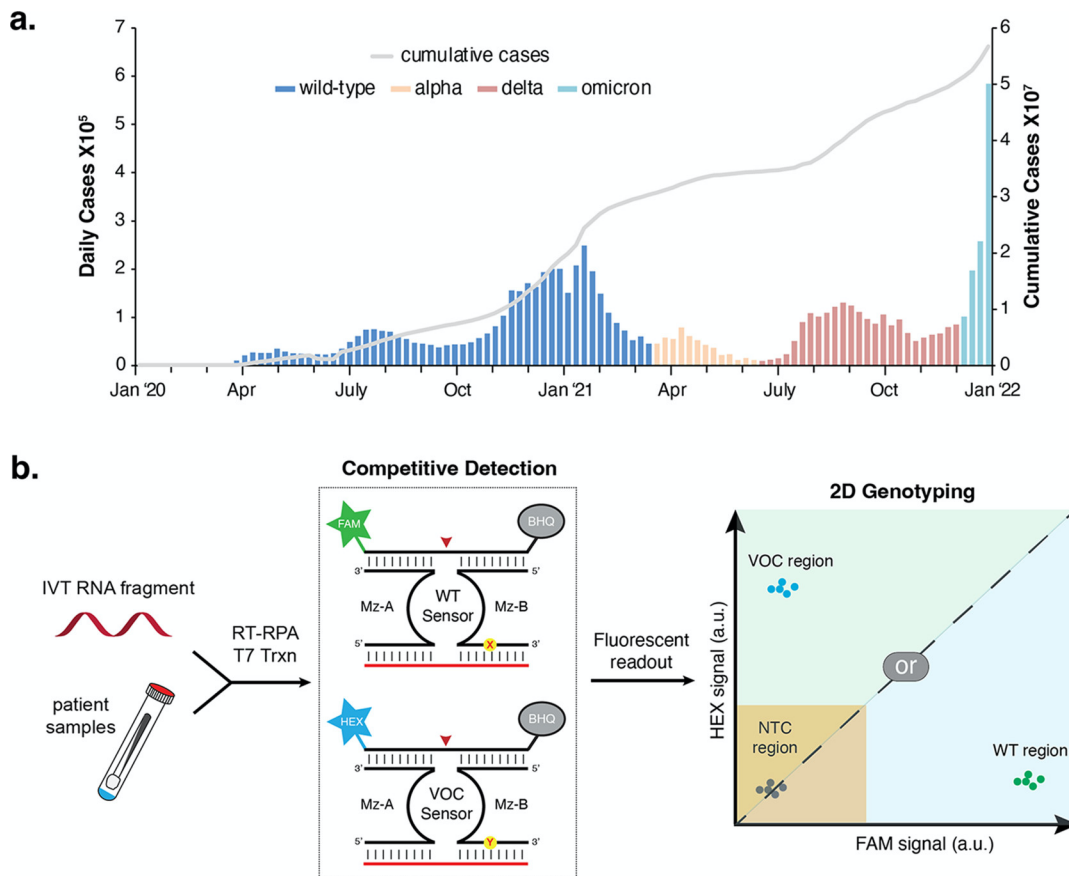 a.
7
6
5
4
3
2
1
0
Daily Cases X10⁵
cumulative cases
wild-type alpha delta omicron
6
5
4
3
2
1
0
Cumulative Cases X10⁷
Jan '20 Apr July Oct Jan '21 Apr July Oct Jan '22
b.
IVT RNA fragment
patient
samples
RT-RPA
T7 Trxn
Competitive Detection
FAM
BHQ
3' 5'
Mz-A WT Mz-B
Sensor
5' X 3'
HEX
BHQ
3' 5'
Mz-A VOC Mz-B
Sensor
5' Y 3'
Fluorescent
readout
2D Genotyping
HEX signal (a.u.)
VOC region
or
NTC
region
WT region
FAM signal (a.u.)